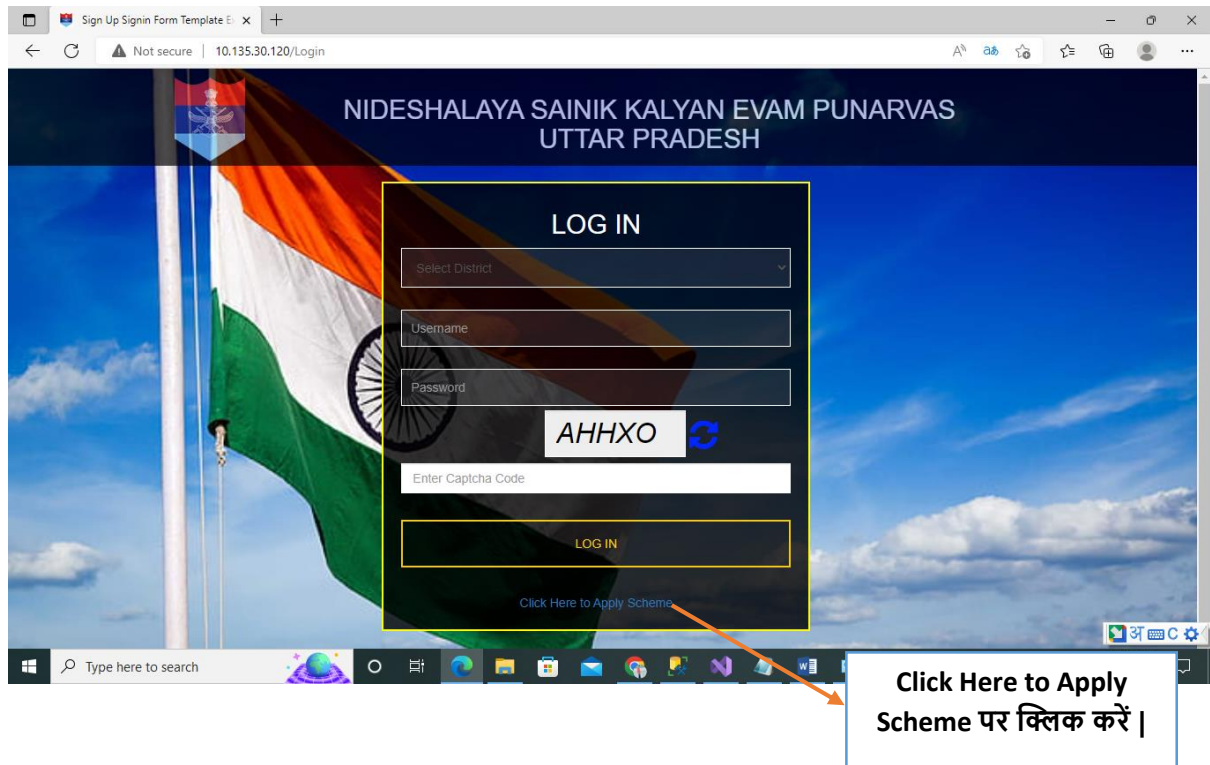 Sign Up Signin Form Template E
Not secure | 10.135.30.120/Login
NIDESHALAYA SAINIK KALYAN EVAM PUNARVAS
UTTAR PRADESH
LOG IN
Select District
Username
Password
AHHXO
Enter Captcha Code
LOG IN
Click Here to Apply Scheme
अ C
Type here to search
Click Here to Apply
Scheme पर क्लिक करें |